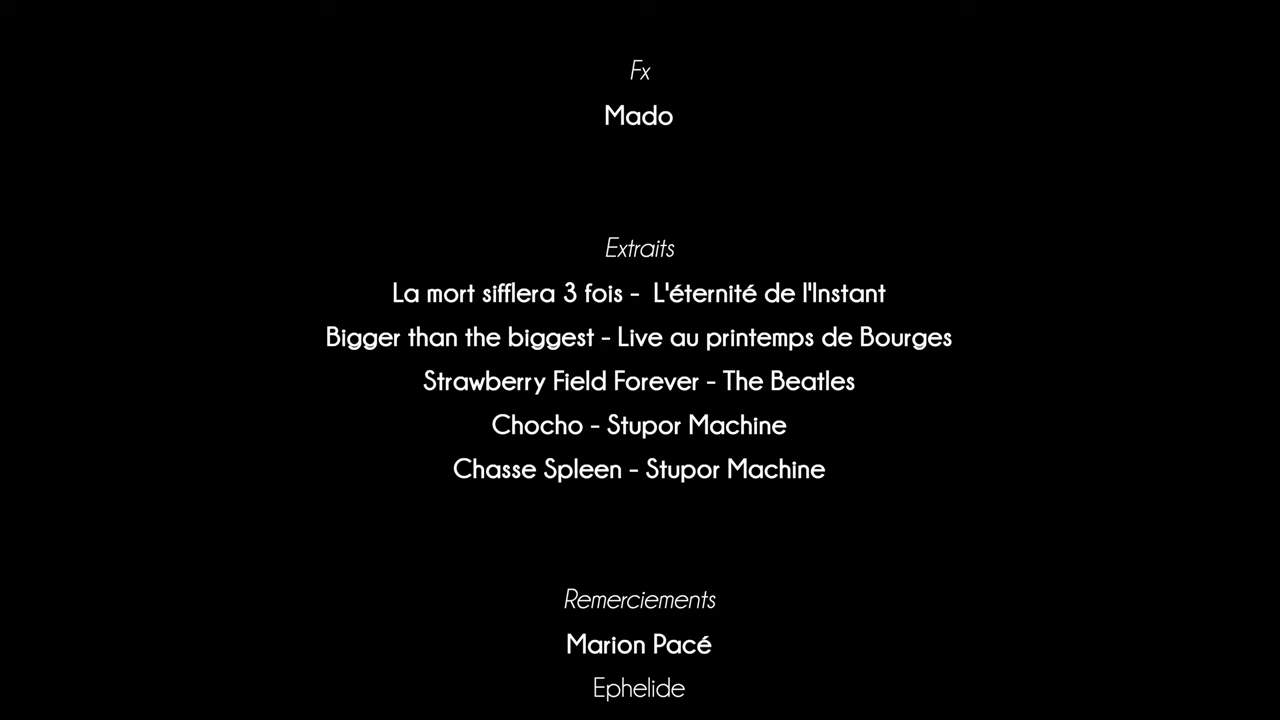 Fx
Mado
Extraits
La mort sifflera 3 fois - L'éternité de l'Instant
Bigger than the biggest - Live au printemps de Bourges
Strawberry Field Forever - The Beatles
Chocho - Stupor Machine
Chasse Spleen - Stupor Machine
Remerciements
Marion Pacé
Ephelide